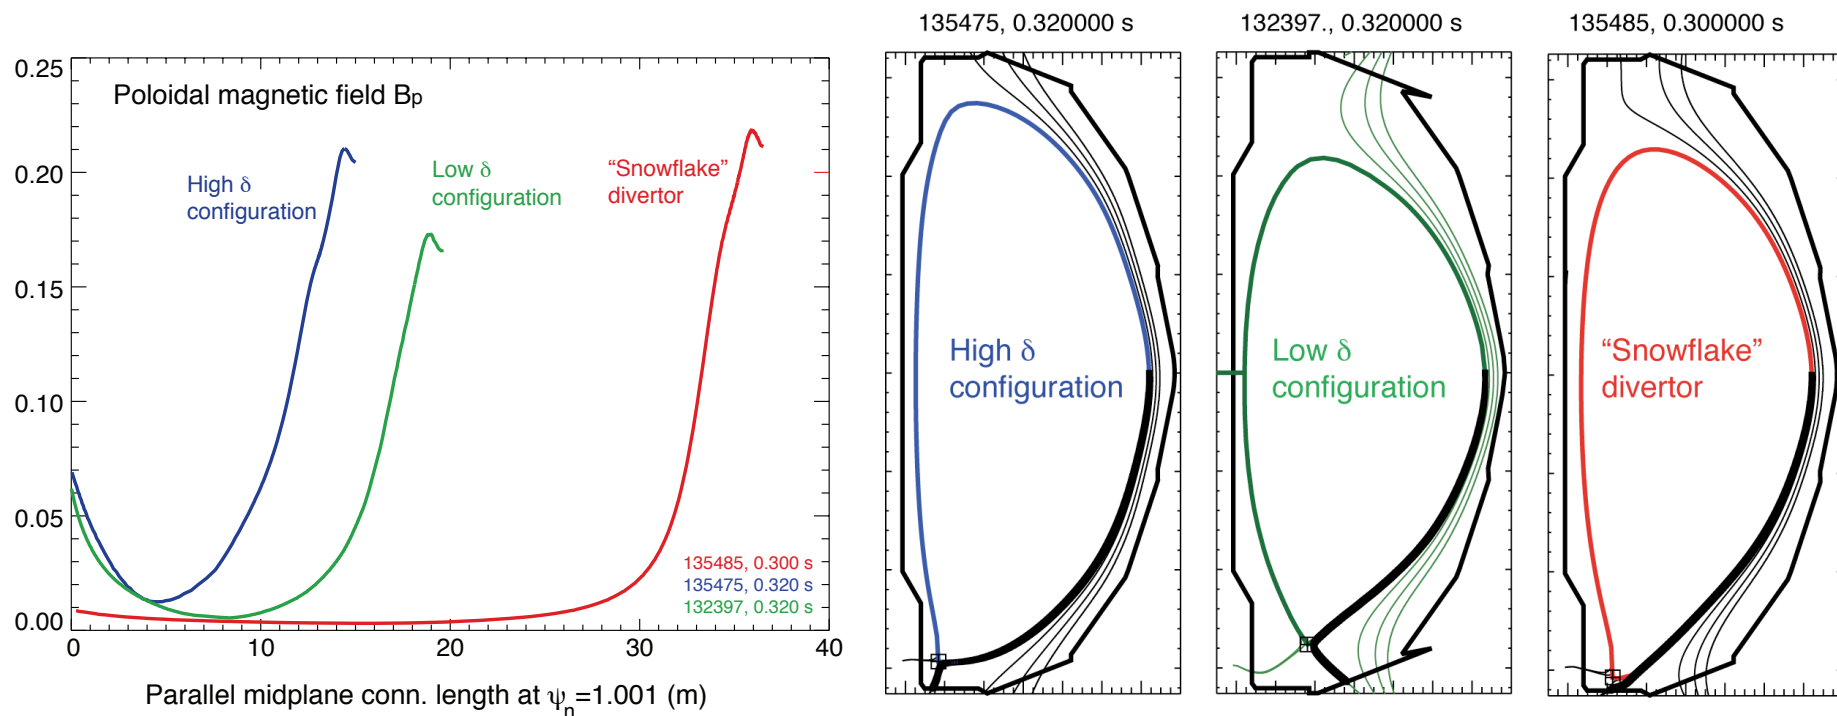 135475, 0.320000 s
132397., 0.320000 s
135485, 0.300000 s
0.25
0.20
0.15
0.10
0.05
0.00
Poloidal magnetic field Bp
High δ
configuration
Low δ
configuration
“Snowflake”
divertor
135485, 0.300 s
135475, 0.320 s
132397, 0.320 s
0 10 20 30 40
Parallel midplane conn. length at ψn=1.001 (m)
High δ
configuration
Low δ
configuration
“Snowflake”
divertor